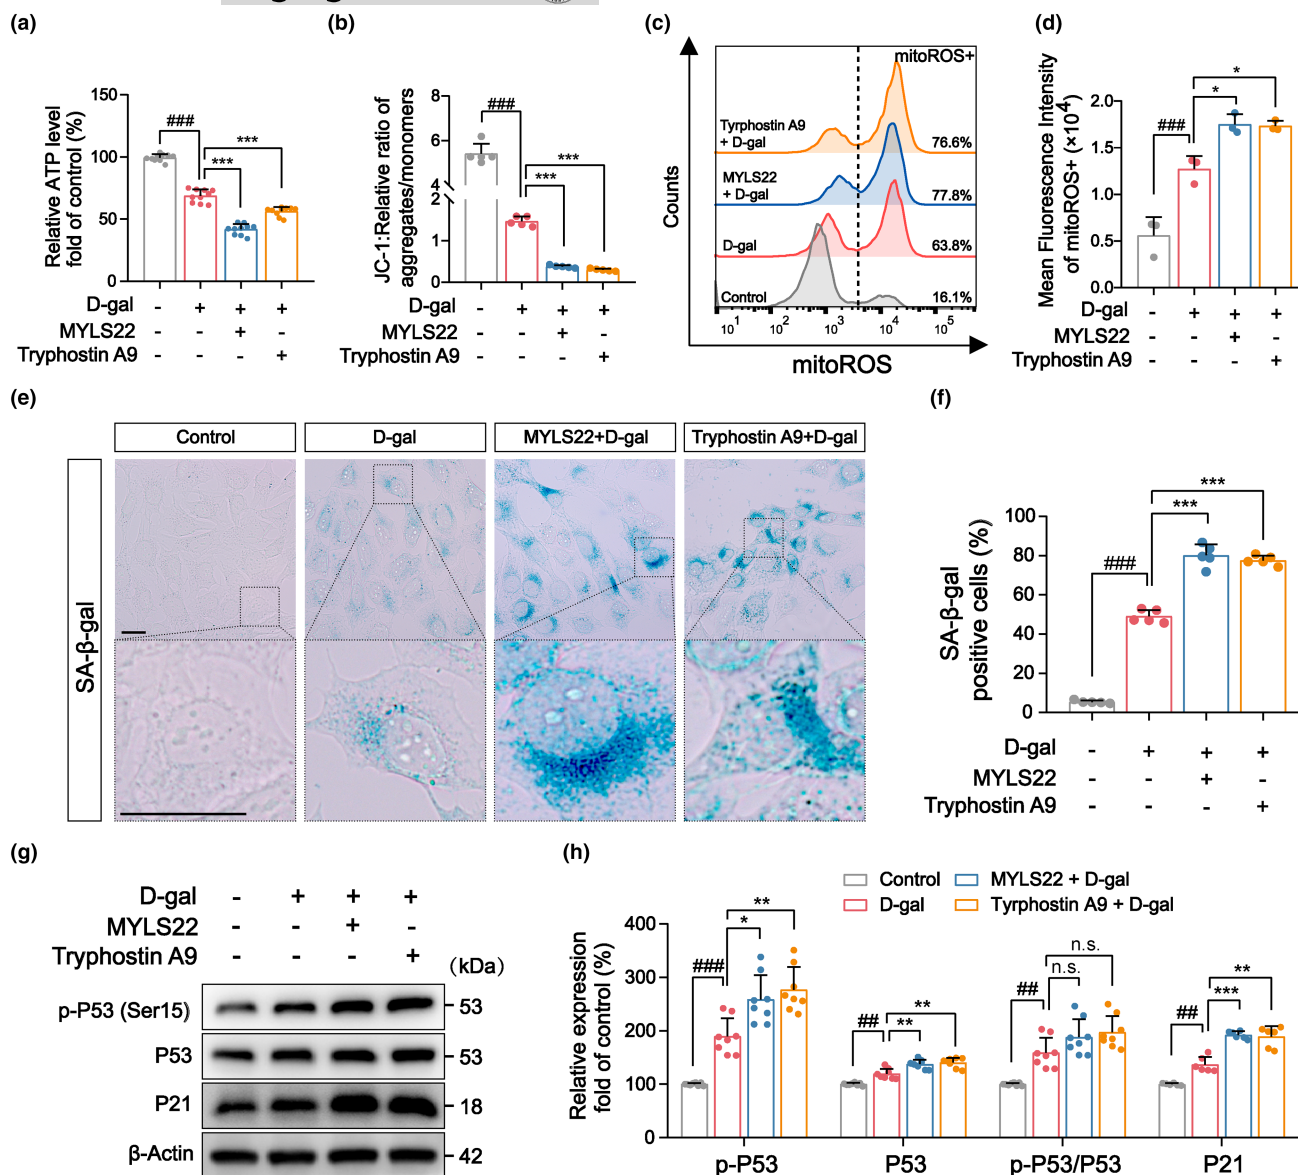 (a)
Relative ATP level
fold of control (%)
150
100
50
0
###
***
***
D-gal - + + +
MYLS22 - - + -
Tryphostin A9 - - - +
(b)
JC-1:Relative ratio of
aggregates/monomers
8
6
4
2
1
0
###
***
***
D-gal - + + +
MYLS22 - - + -
Tryphostin A9 - - - +
(c)
Counts
mitoROS+
Tyrphostin A9
+ D-gal
76.6%
MYLS22
+ D-gal
77.8%
D-gal
63.8%
Control
16.1%
10¹ 10² 10³ 10⁴ 10⁵
mitoROS
(d)
Mean Fluorescence Intensity
of mitoROS+ (×10⁴)
2.0
1.5
1.0
0.5
0.0
###
*
*
D-gal - + + +
MYLS22 - - + -
Tryphostin A9 - - - +
(e)
Control D-gal MYLS22+D-gal Tryphostin A9+D-gal
SA-β-gal
(f)
SA-β-gal
positive cells (%)
100
80
60
40
20
0
###
***
***
D-gal - + + +
MYLS22 - - + -
Tryphostin A9 - - - +
(g)
D-gal - + + +
MYLS22 - - + -
Tryphostin A9 - - - + (kDa)
p-P53 (Ser15) 53
P53 53
P21 18
β-Actin 42
(h)
Control MYLS22 + D-gal
D-gal Tyrphostin A9 + D-gal
Relative expression
fold of control (%)
400
300
200
100
0
###
*
**
##
**
**
##
n.s.
n.s.
##
***
**
p-P53 P53 p-P53/P53 P21